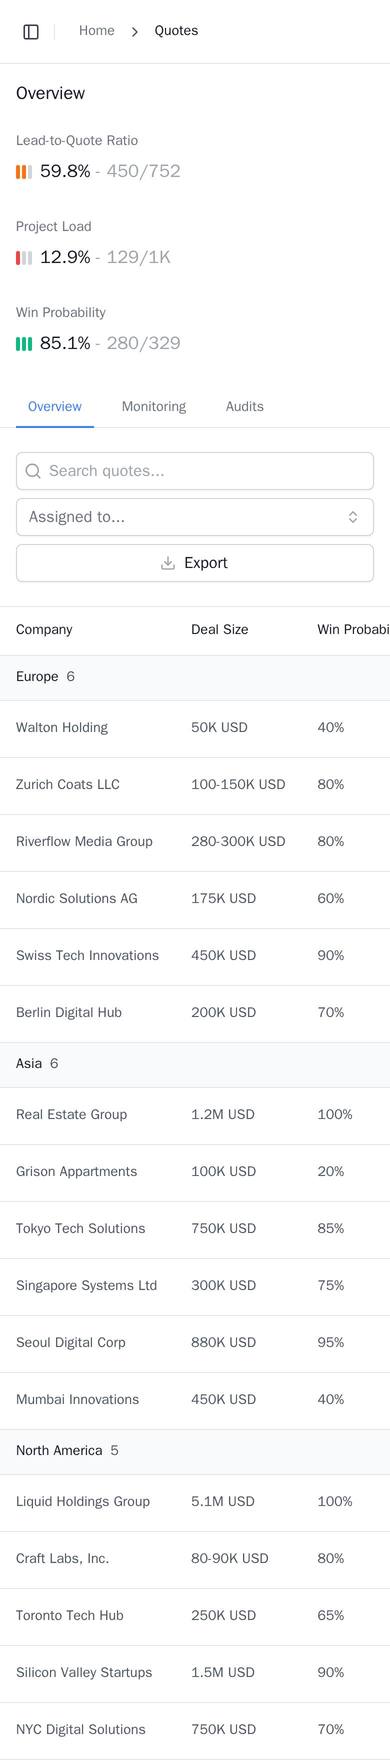 Home > Quotes
Overview
Lead-to-Quote Ratio
59.8% - 450/752
Project Load
12.9% - 129/1K
Win Probability
85.1% - 280/329
Overview Monitoring Audits
Search quotes...
Assigned to...
Export
Company Deal Size Win Probabi
Europe 6
Walton Holding 50K USD 40%
Zurich Coats LLC 100-150K USD 80%
Riverflow Media Group 280-300K USD 80%
Nordic Solutions AG 175K USD 60%
Swiss Tech Innovations 450K USD 90%
Berlin Digital Hub 200K USD 70%
Asia 6
Real Estate Group 1.2M USD 100%
Grison Appartments 100K USD 20%
Tokyo Tech Solutions 750K USD 85%
Singapore Systems Ltd 300K USD 75%
Seoul Digital Corp 880K USD 95%
Mumbai Innovations 450K USD 40%
North America 5
Liquid Holdings Group 5.1M USD 100%
Craft Labs, Inc. 80-90K USD 80%
Toronto Tech Hub 250K USD 65%
Silicon Valley Startups 1.5M USD 90%
NYC Digital Solutions 750K USD 70%